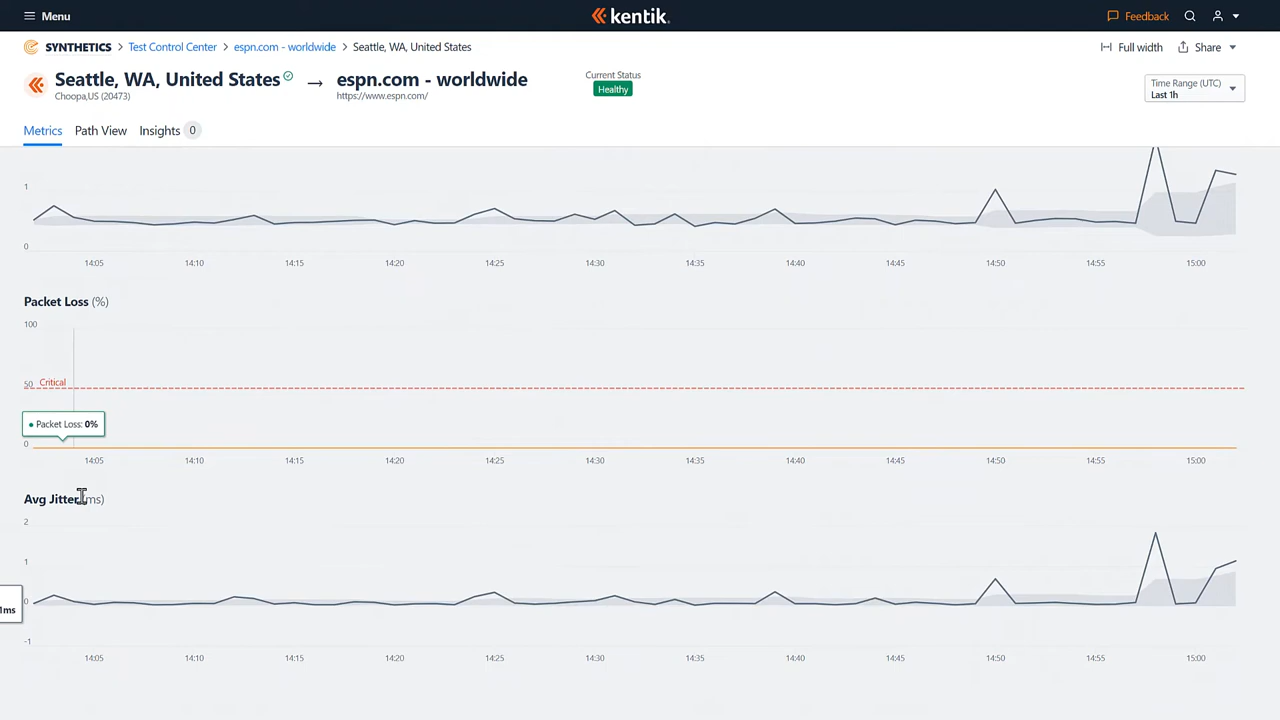 Menu
kentik.
Feedback
SYNTHETICS > Test Control Center > espn.com - worldwide > Seattle, WA, United States
Full width
Share
Seattle, WA, United States → espn.com - worldwide
Choopa,US (20473)
https://www.espn.com/
Current Status
Healthy
Time Range (UTC)
Last 1h
Metrics
Path View
Insights 0
1
0
14:05 14:10 14:15 14:20 14:25 14:30 14:35 14:40 14:45 14:50 14:55 15:00
Packet Loss (%)
100
50
Critical
Packet Loss: 0%
0
14:05 14:10 14:15 14:20 14:25 14:30 14:35 14:40 14:45 14:50 14:55 15:00
Avg Jitter (ms)
2
1
0
1ms
-1
14:05 14:10 14:15 14:20 14:25 14:30 14:35 14:40 14:45 14:50 14:55 15:00